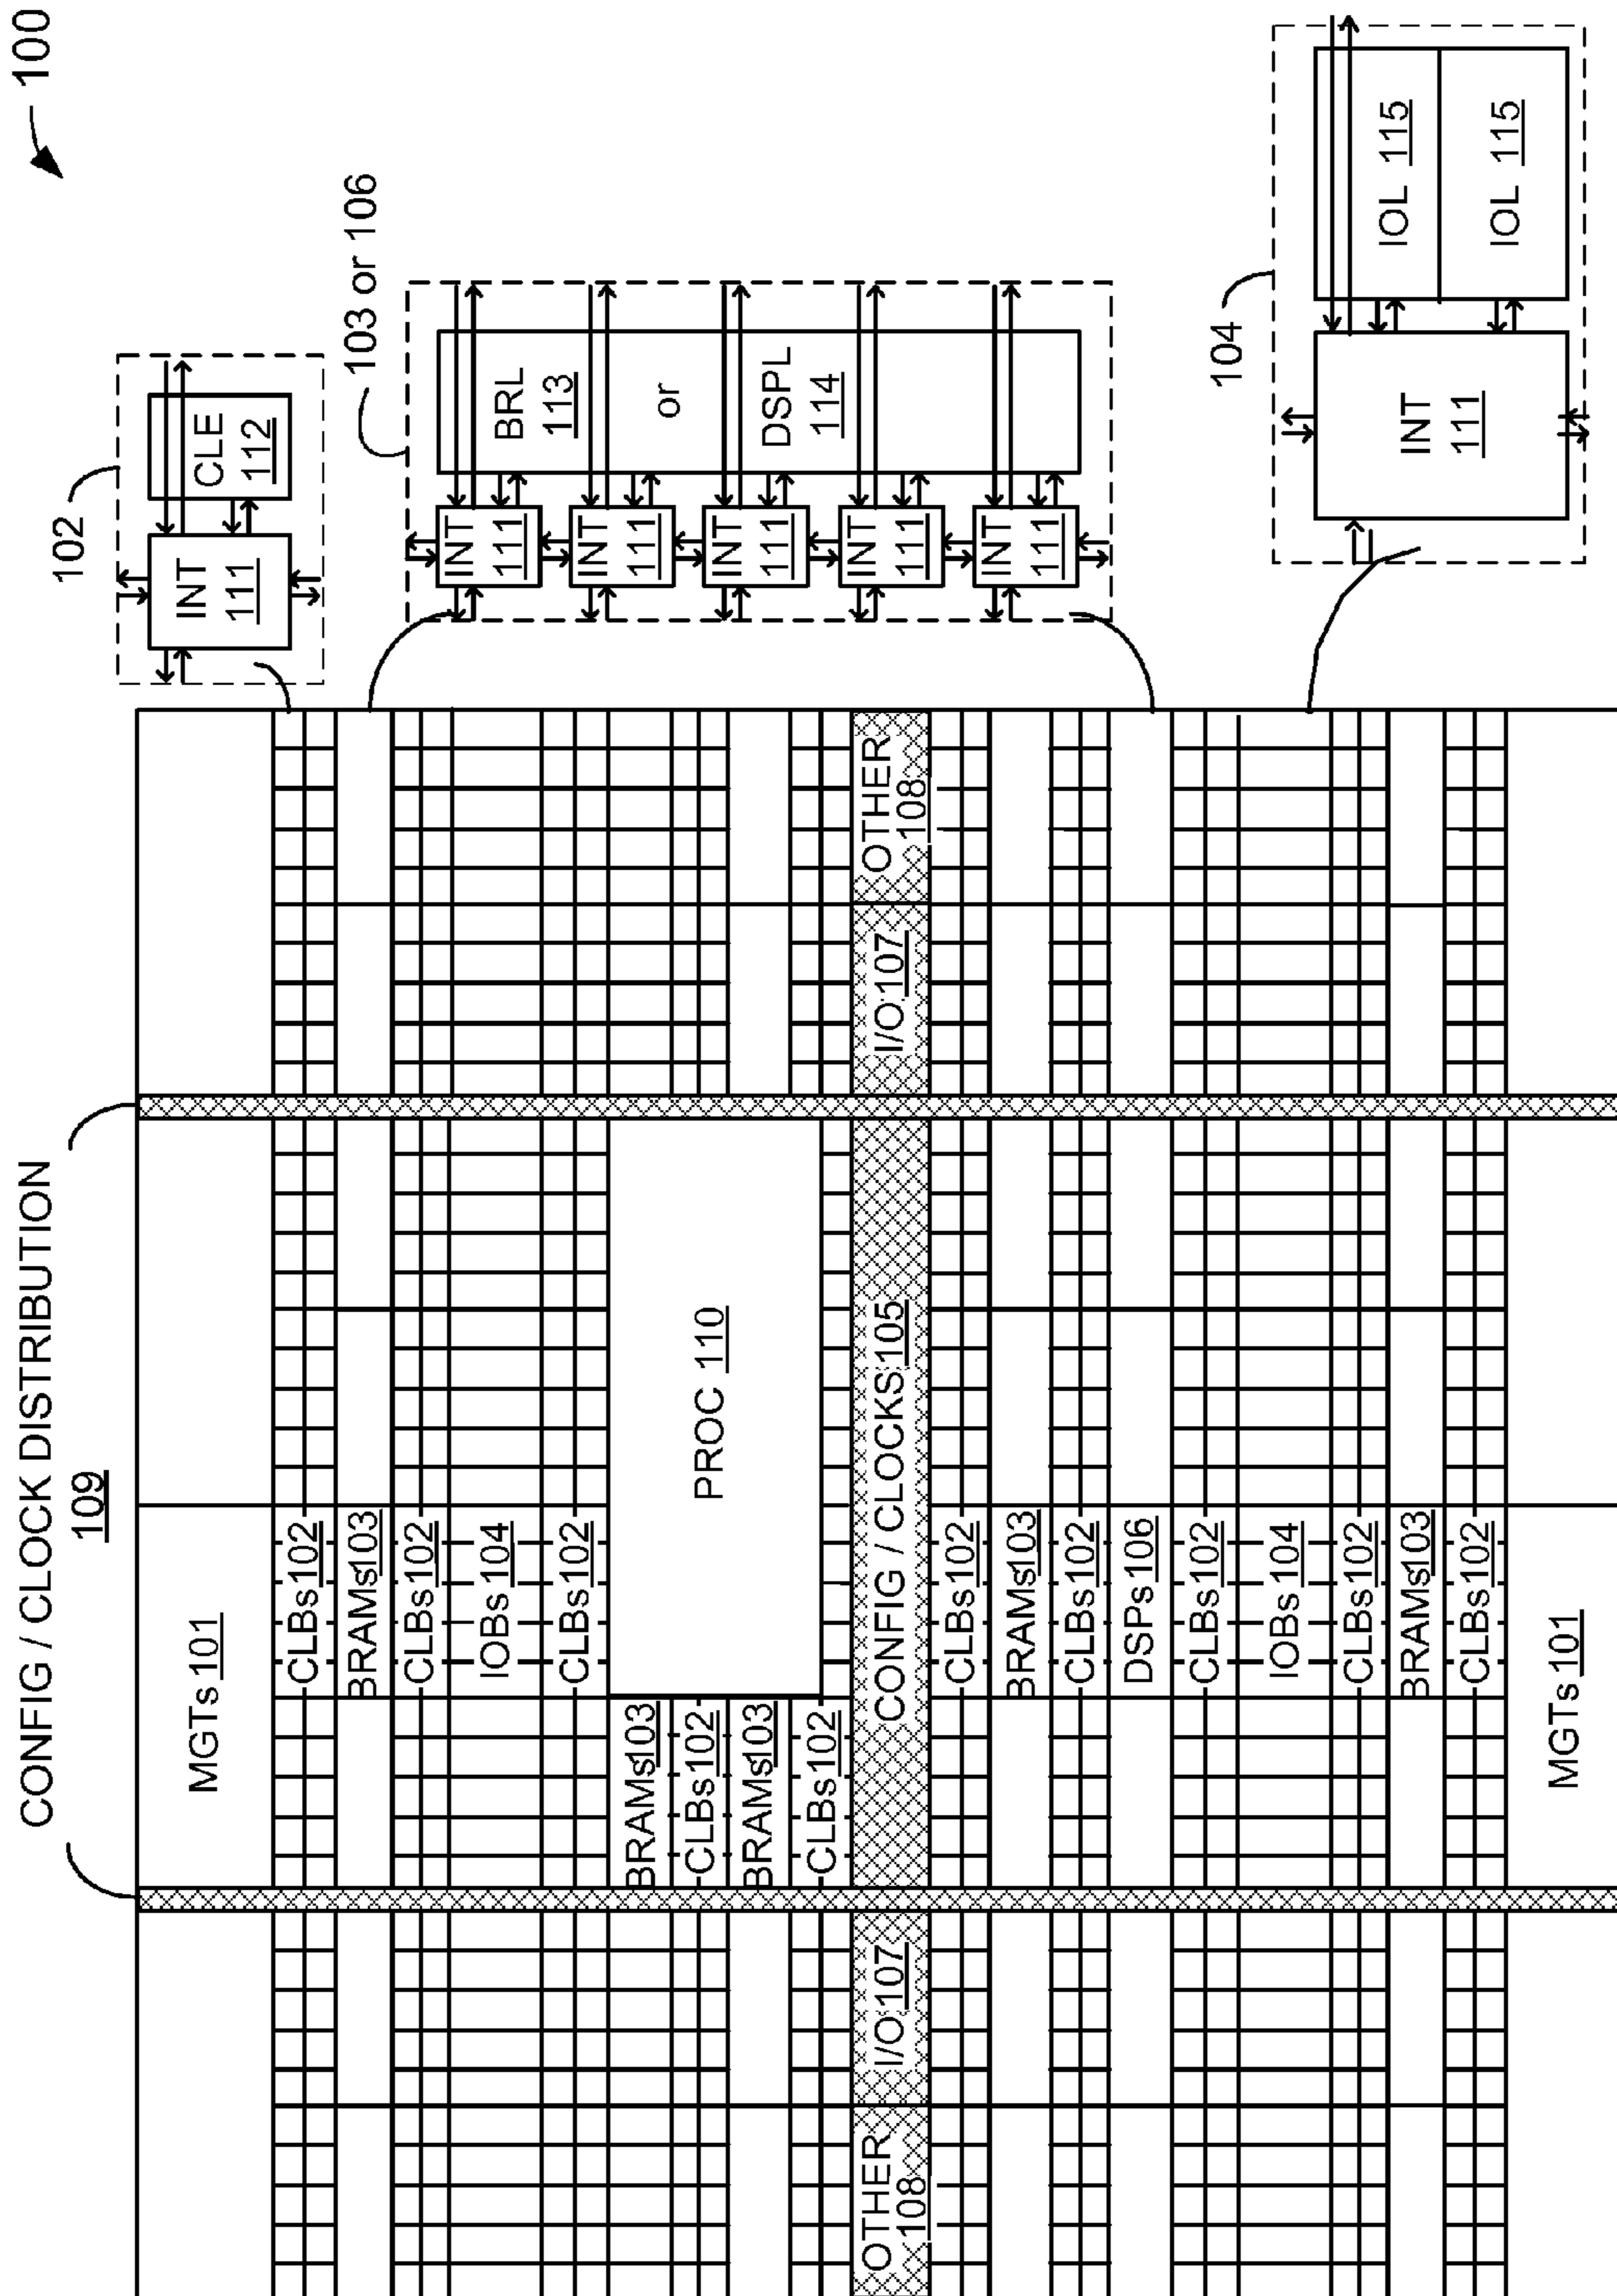 100
CONFIG / CLOCK DISTRIBUTION
109
MGTs 101
CLBs 102
BRAMs 103
CLBs 102
IOBs 104
CLBs 102
BRAMs 103
CLBs 102
BRAMs 103
CLBs 102
PROC 110
OTHER
108
I/O 107
CONFIG / CLOCKS 105
I/O 107
OTHER
108
CLBs 102
BRAMs 103
CLBs 102
DSPs 106
CLBs 102
IOBs 104
CLBs 102
BRAMs 103
CLBs 102
MGTs 101
102
INT
111
CLE
112
103 or 106
INT
111
INT
111
INT
111
INT
111
INT
111
BRL
113
or
DSPL
114
104
INT
111
IOL 115
IOL 115